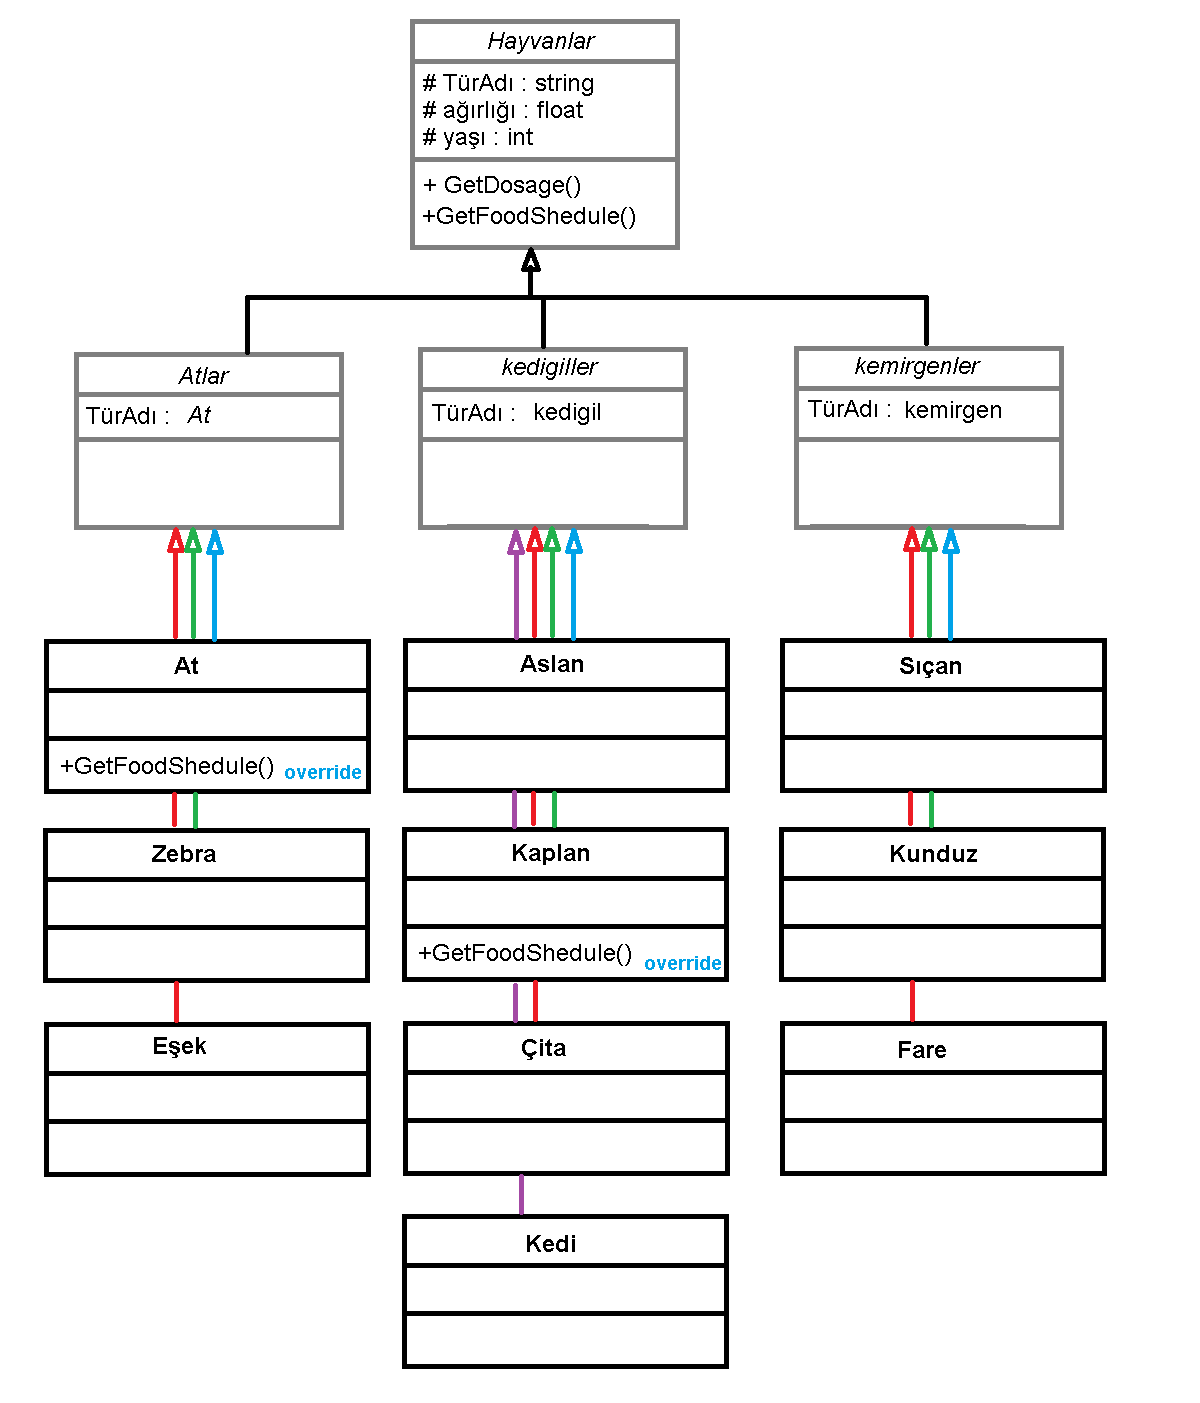 Hayvanlar
# TürAdı : string
# ağırlığı : float
# yaşı : int
+ GetDosage()
+GetFoodShedule()
Atlar
TürAdı : At
kedigiller
TürAdı : kedigil
kemirgenler
TürAdı : kemirgen
At
+GetFoodShedule() override
Aslan
Sıçan
Zebra
Kaplan
+GetFoodShedule() override
Kunduz
Eşek
Çita
Fare
Kedi